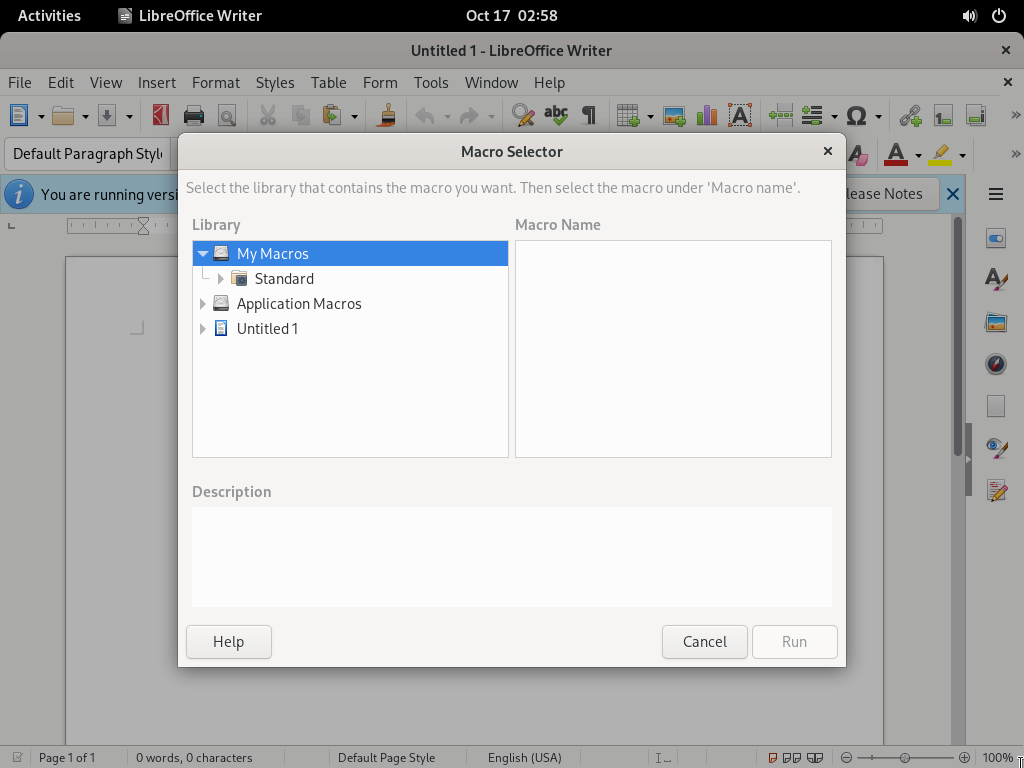 Activities LibreOffice Writer Oct 17 02:58
Untitled 1 - LibreOffice Writer
File Edit View Insert Format Styles Table Form Tools Window Help
Default Paragraph Style
Macro Selector
You are running versi
lease Notes
Select the library that contains the macro you want. Then select the macro under 'Macro name'.
Library Macro Name
My Macros
Standard
Application Macros
Untitled 1
Description
Help Cancel Run
Page 1 of 1 0 words, 0 characters Default Page Style English (USA) 100%